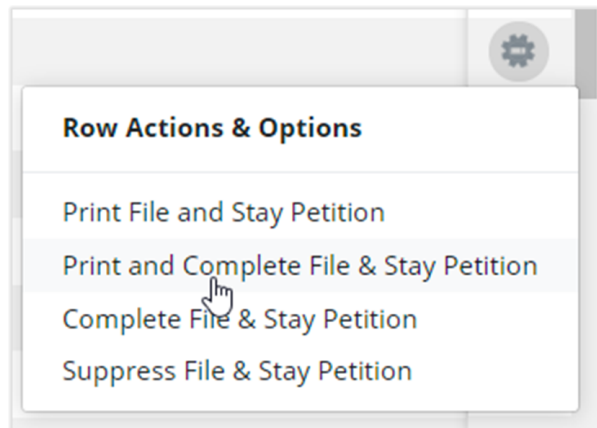 Row Actions & Options
Print File and Stay Petition
Print and Complete File & Stay Petition
Complete File & Stay Petition
Suppress File & Stay Petition